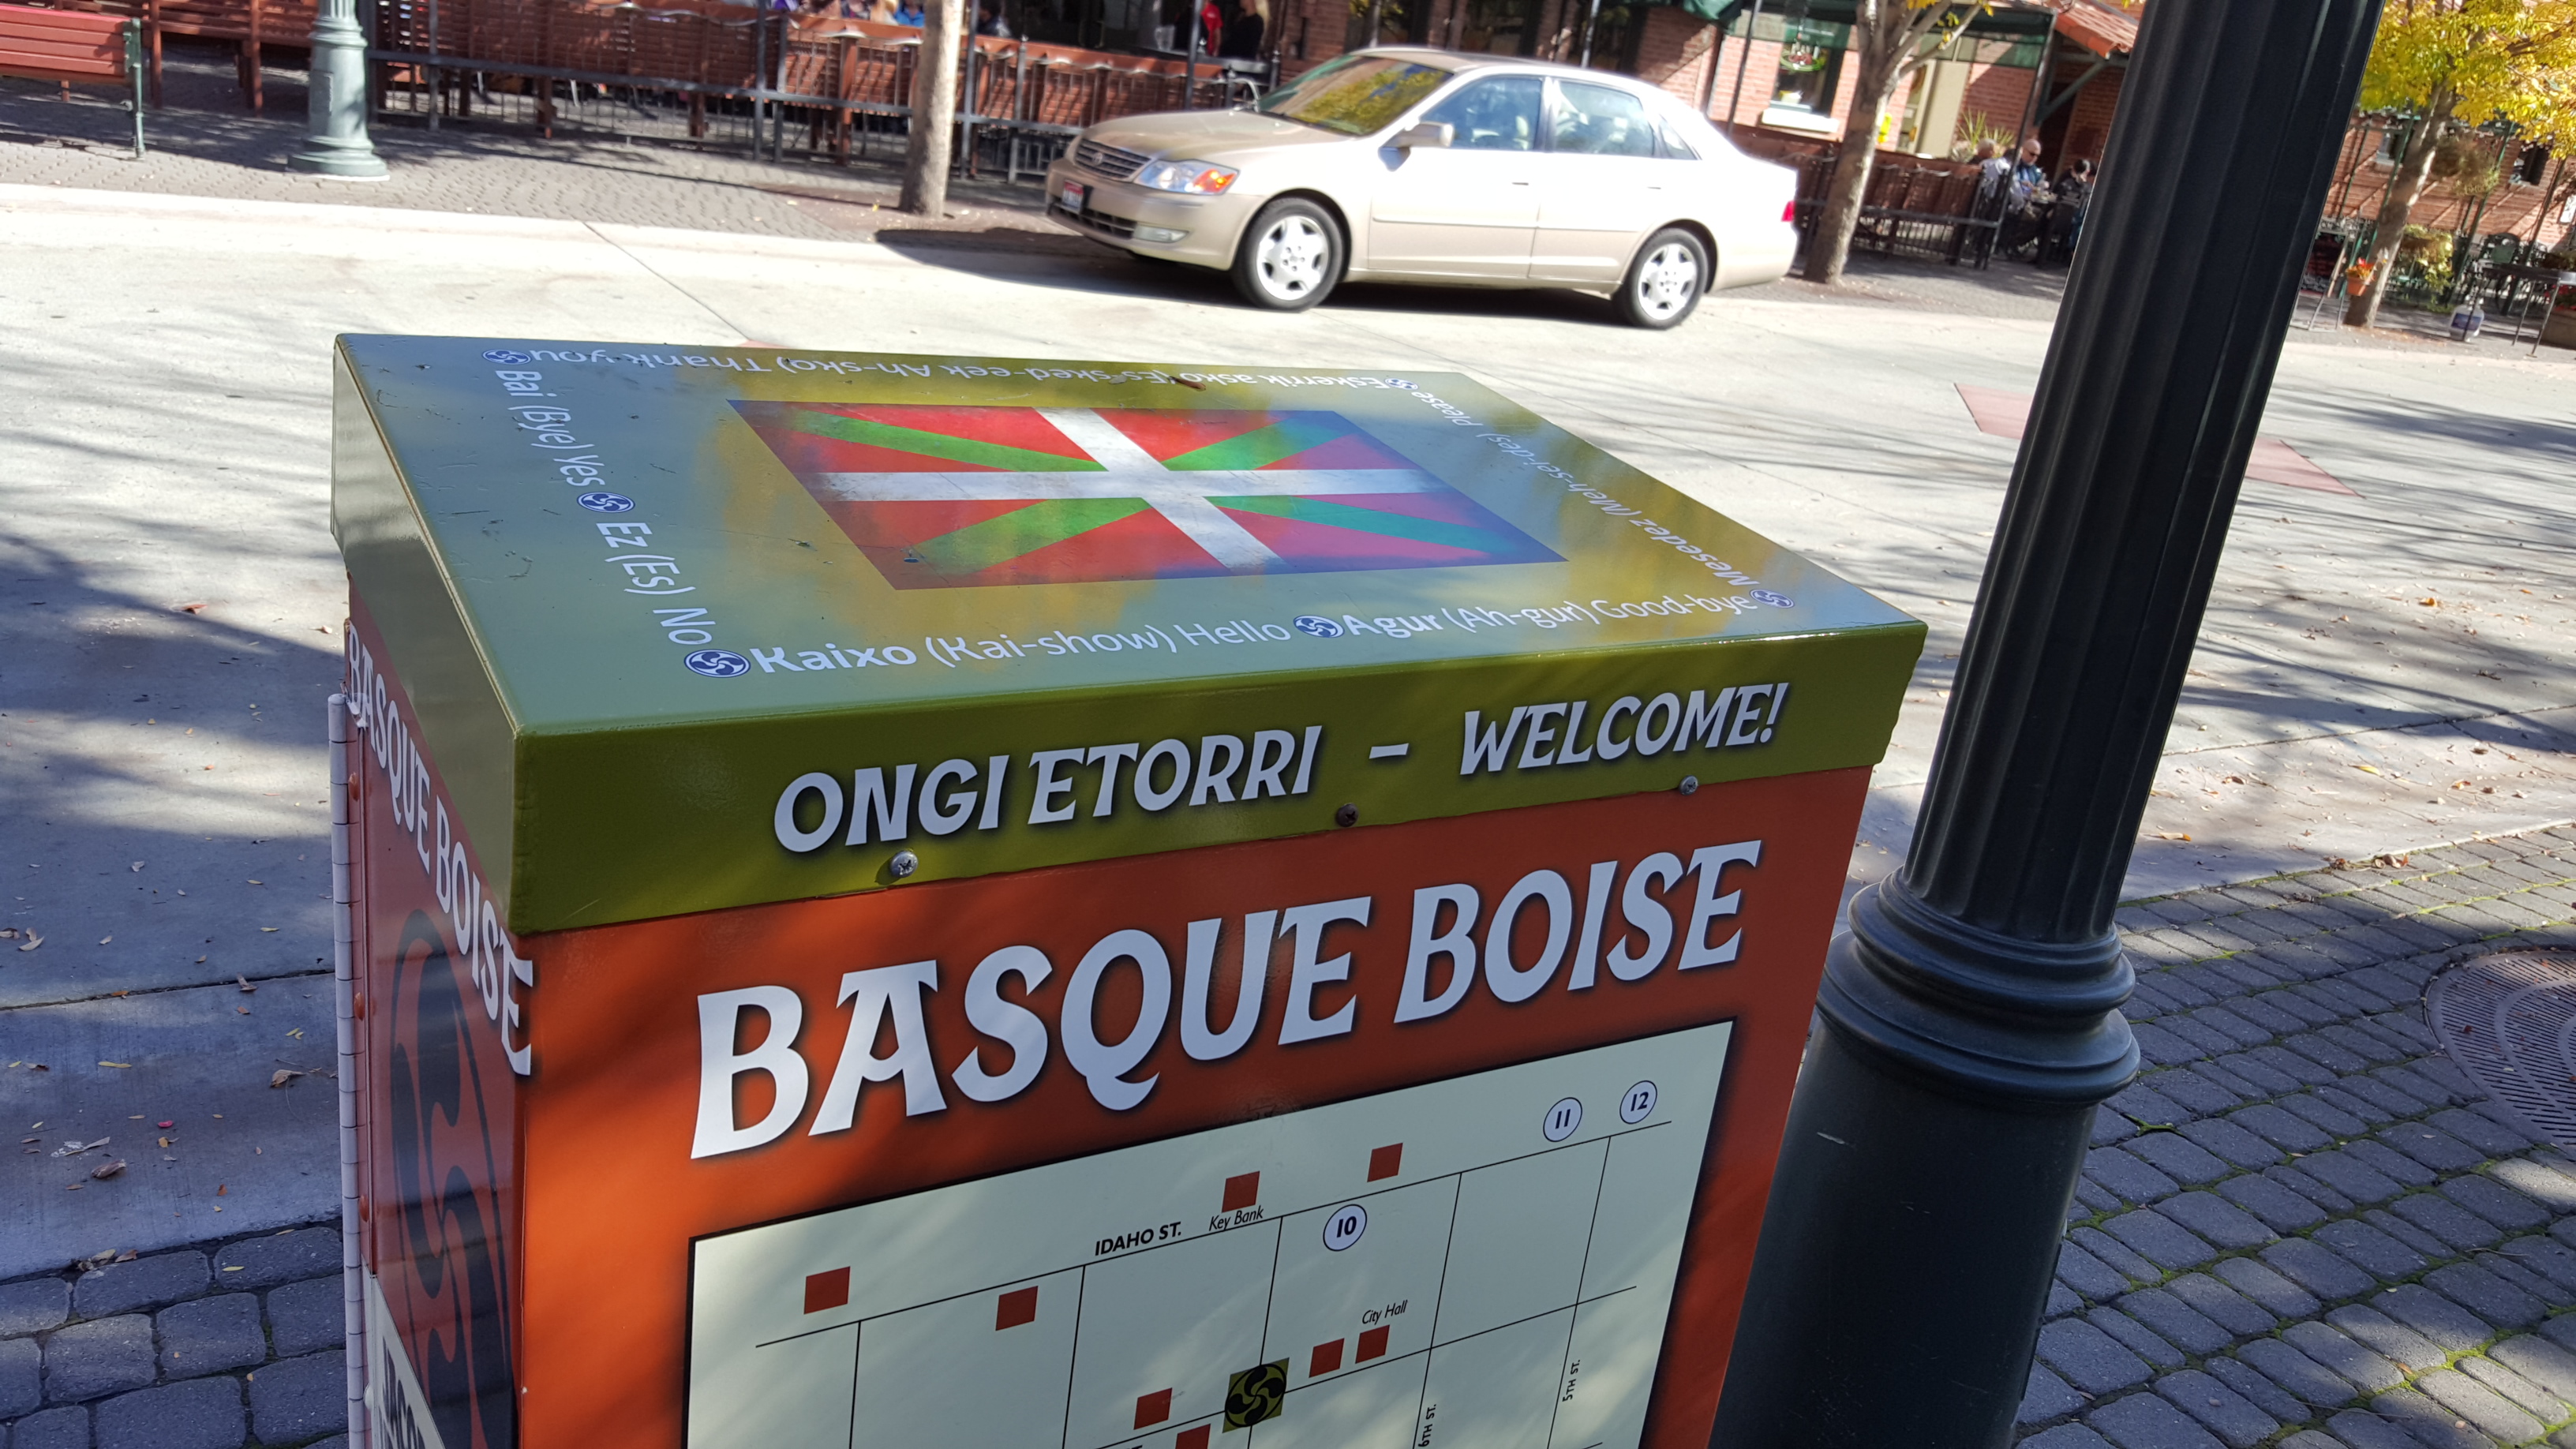 Eskerrik asko (Es-sked-eek Ah-sko) Thank you
Bai (Bye) Yes Ez (Es) No
Kaixo (Kai-show) Hello Agur (Ah-gur) Good-bye
Mesedez (Meh-sei-des) Please
ONGI ETORRI – WELCOME!
BASQUE BOISE
BASQUE BOISE
11
12
10
Key Bank
IDAHO ST.
City Hall
5TH ST.
6TH ST.